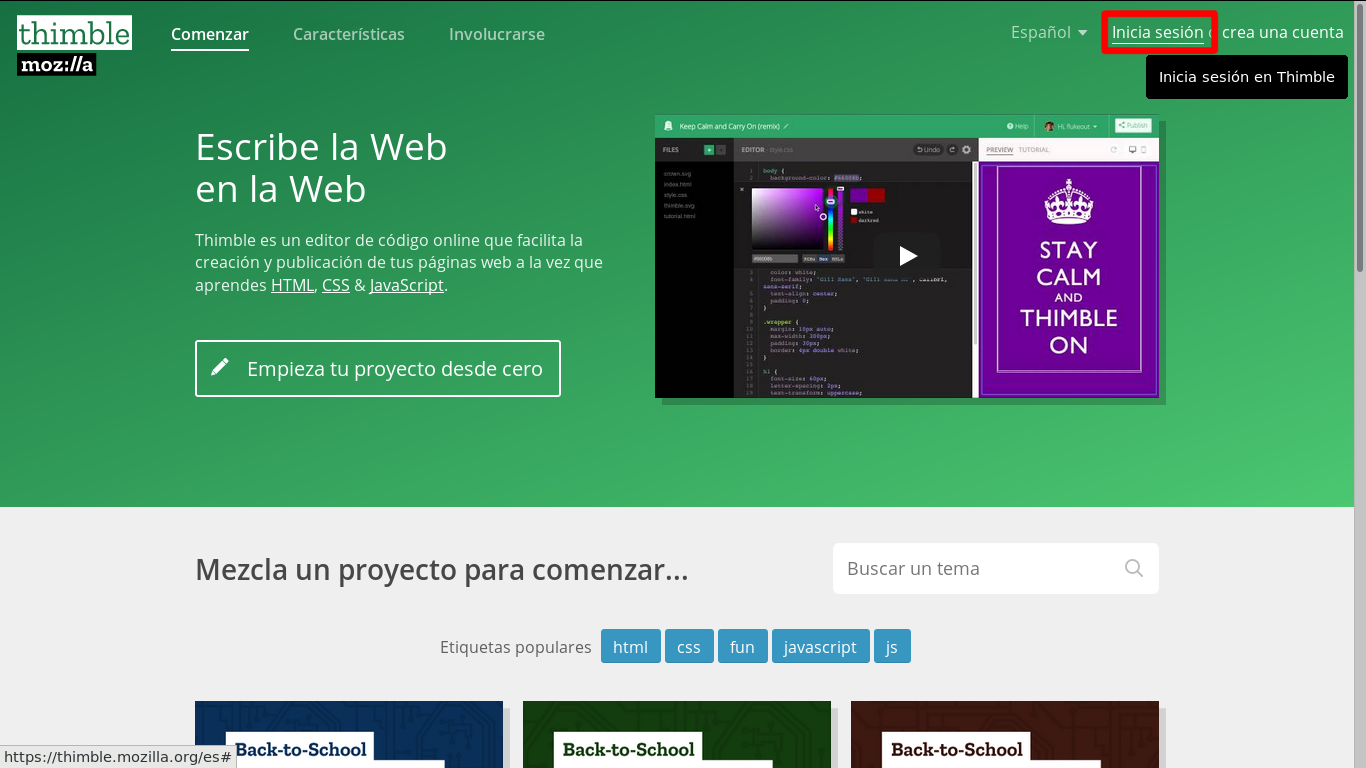 thimble
moz://a
Comenzar
Características
Involucrarse
Español
Inicia sesión o crea una cuenta
Inicia sesión en Thimble
Escribe la Web
en la Web
Thimble es un editor de código online que facilita la
creación y publicación de tus páginas web a la vez que
aprendes HTML, CSS & JavaScript.
Empieza tu proyecto desde cero
Keep Calm and Carry On (remix)
Help
Hi, flukeout
Publish
FILES
EDITOR - style.css
Undo
PREVIEW
TUTORIAL
crown.svg
index.html
style.css
thimble.svg
tutorial.html
1 body {
2 background-color: #660086;
white
darkred
#660086
RGBa
Hex
HSLa
3 color: white;
4 font-family: "Gill Sans",
sans-serif;
5 text-align: center;
6 padding: 0;
7 }
8
9 .wrapper {
10 margin: 10px auto;
11 max-width: 300px;
12 padding: 30px;
13 border: 4px double white;
14 }
15
16 h1 {
17 font-size: 60px;
18 letter-spacing: 2px;
19 text-transform: uppercase;
STAY
CALM
AND
THIMBLE
ON
Mezcla un proyecto para comenzar...
Buscar un tema
Etiquetas populares
html
css
fun
javascript
js
Back-to-School
Back-to-School
Back-to-School
https://thimble.mozilla.org/es#